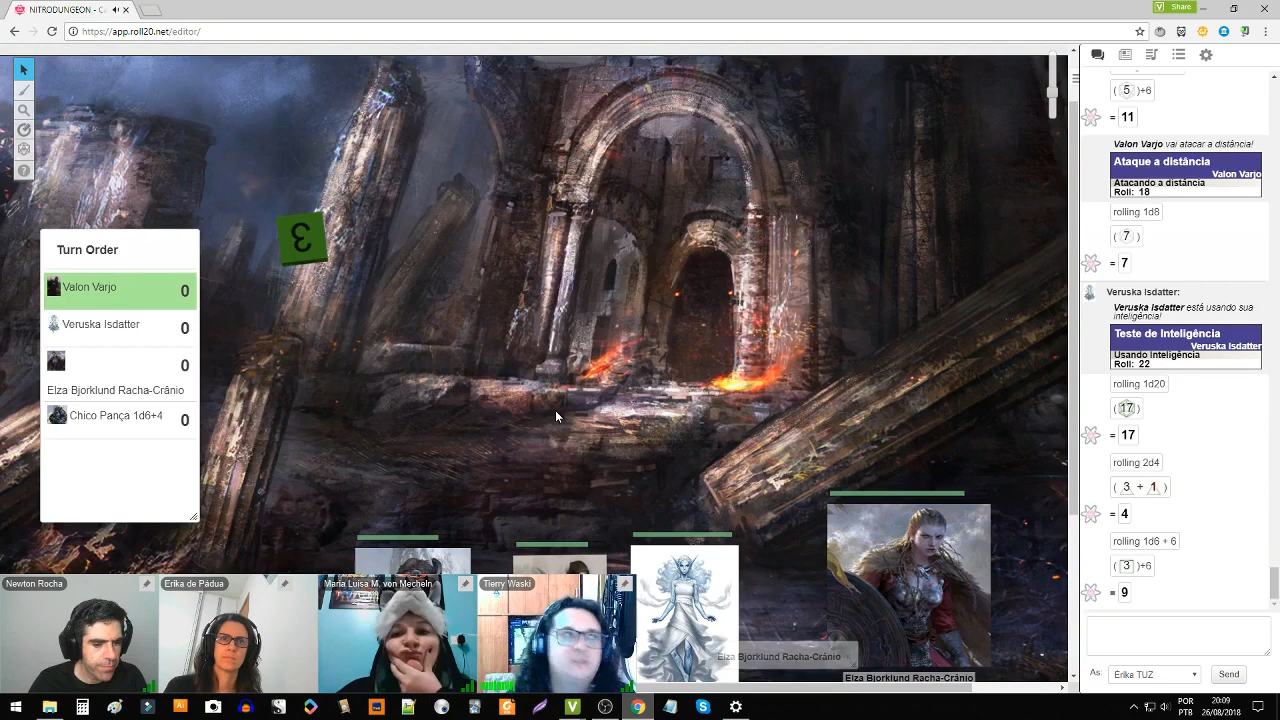 NITRODUNGEON - C
Share
https://app.roll20.net/editor/
Turn Order
Valon Varjo 0
Veruska Isdatter 0
0
Elza Bjorklund Racha-Crânio
Chico Pança 1d6+4 0
3
( 5 )+6
= 11
Valon Varjo vai atacar a distância!
Ataque a distância
Valon Varjo
Atacando a distância
Roll: 18
rolling 1d8
( 7 )
= 7
Veruska Isdatter:
Veruska Isdatter está usando sua
inteligência!
Teste de Inteligência
Veruska Isdatter
Usando Inteligência
Roll: 22
rolling 1d20
( 17 )
= 17
rolling 2d4
( 3 + 1 )
= 4
rolling 1d6 + 6
( 3 )+6
= 9
As: Érika TUZ Send
Newton Rocha
Erika de Pádua
Maria Luisa M. von Mecheln
Tierry Waski
Elza Bjorklund Racha-Crânio
Elza Bjorklund Racha-Crânio
POR
PTB
20:09
26/08/2018